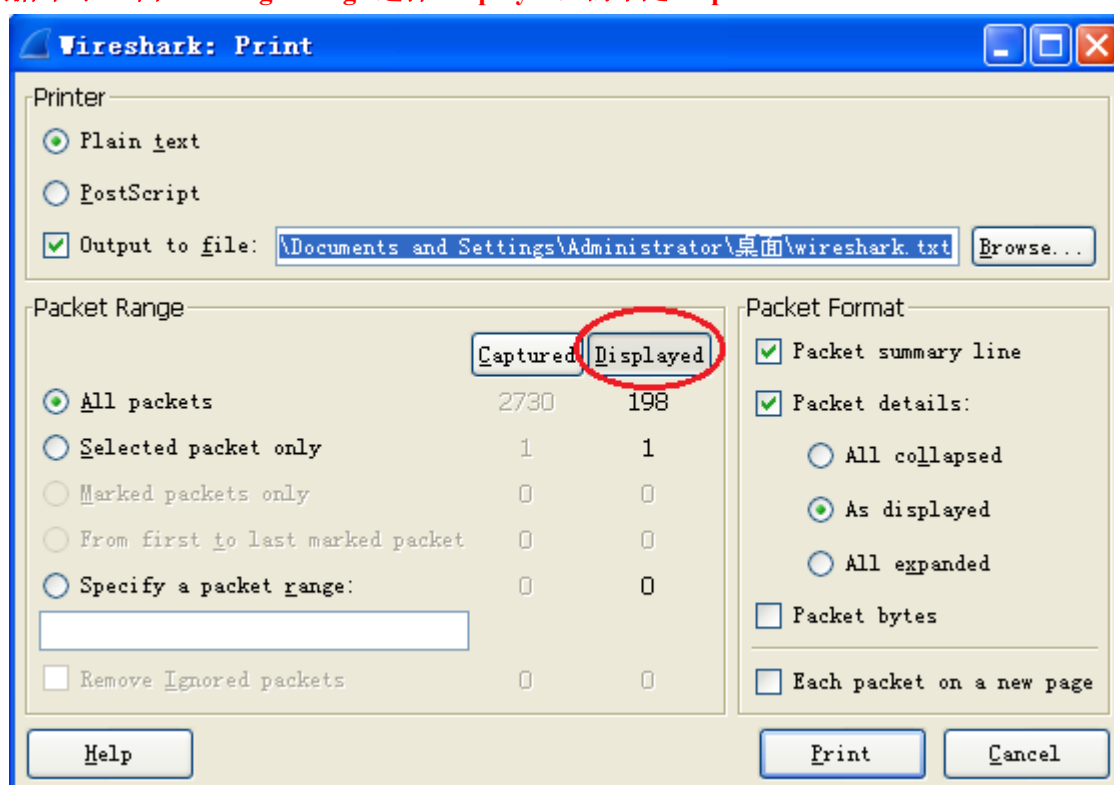 Wireshark: Print
Printer
Plain text
PostScript
Output to file: \Documents and Settings\Administrator\桌面\wireshark.txt Browse...
Packet Range
Captured Displayed
All packets 2730 198
Selected packet only 1 1
Marked packets only 0 0
From first to last marked packet 0 0
Specify a packet range: 0 0
Remove Ignored packets 0 0
Packet Format
Packet summary line
Packet details:
All collapsed
As displayed
All expanded
Packet bytes
Each packet on a new page
Help Print Cancel